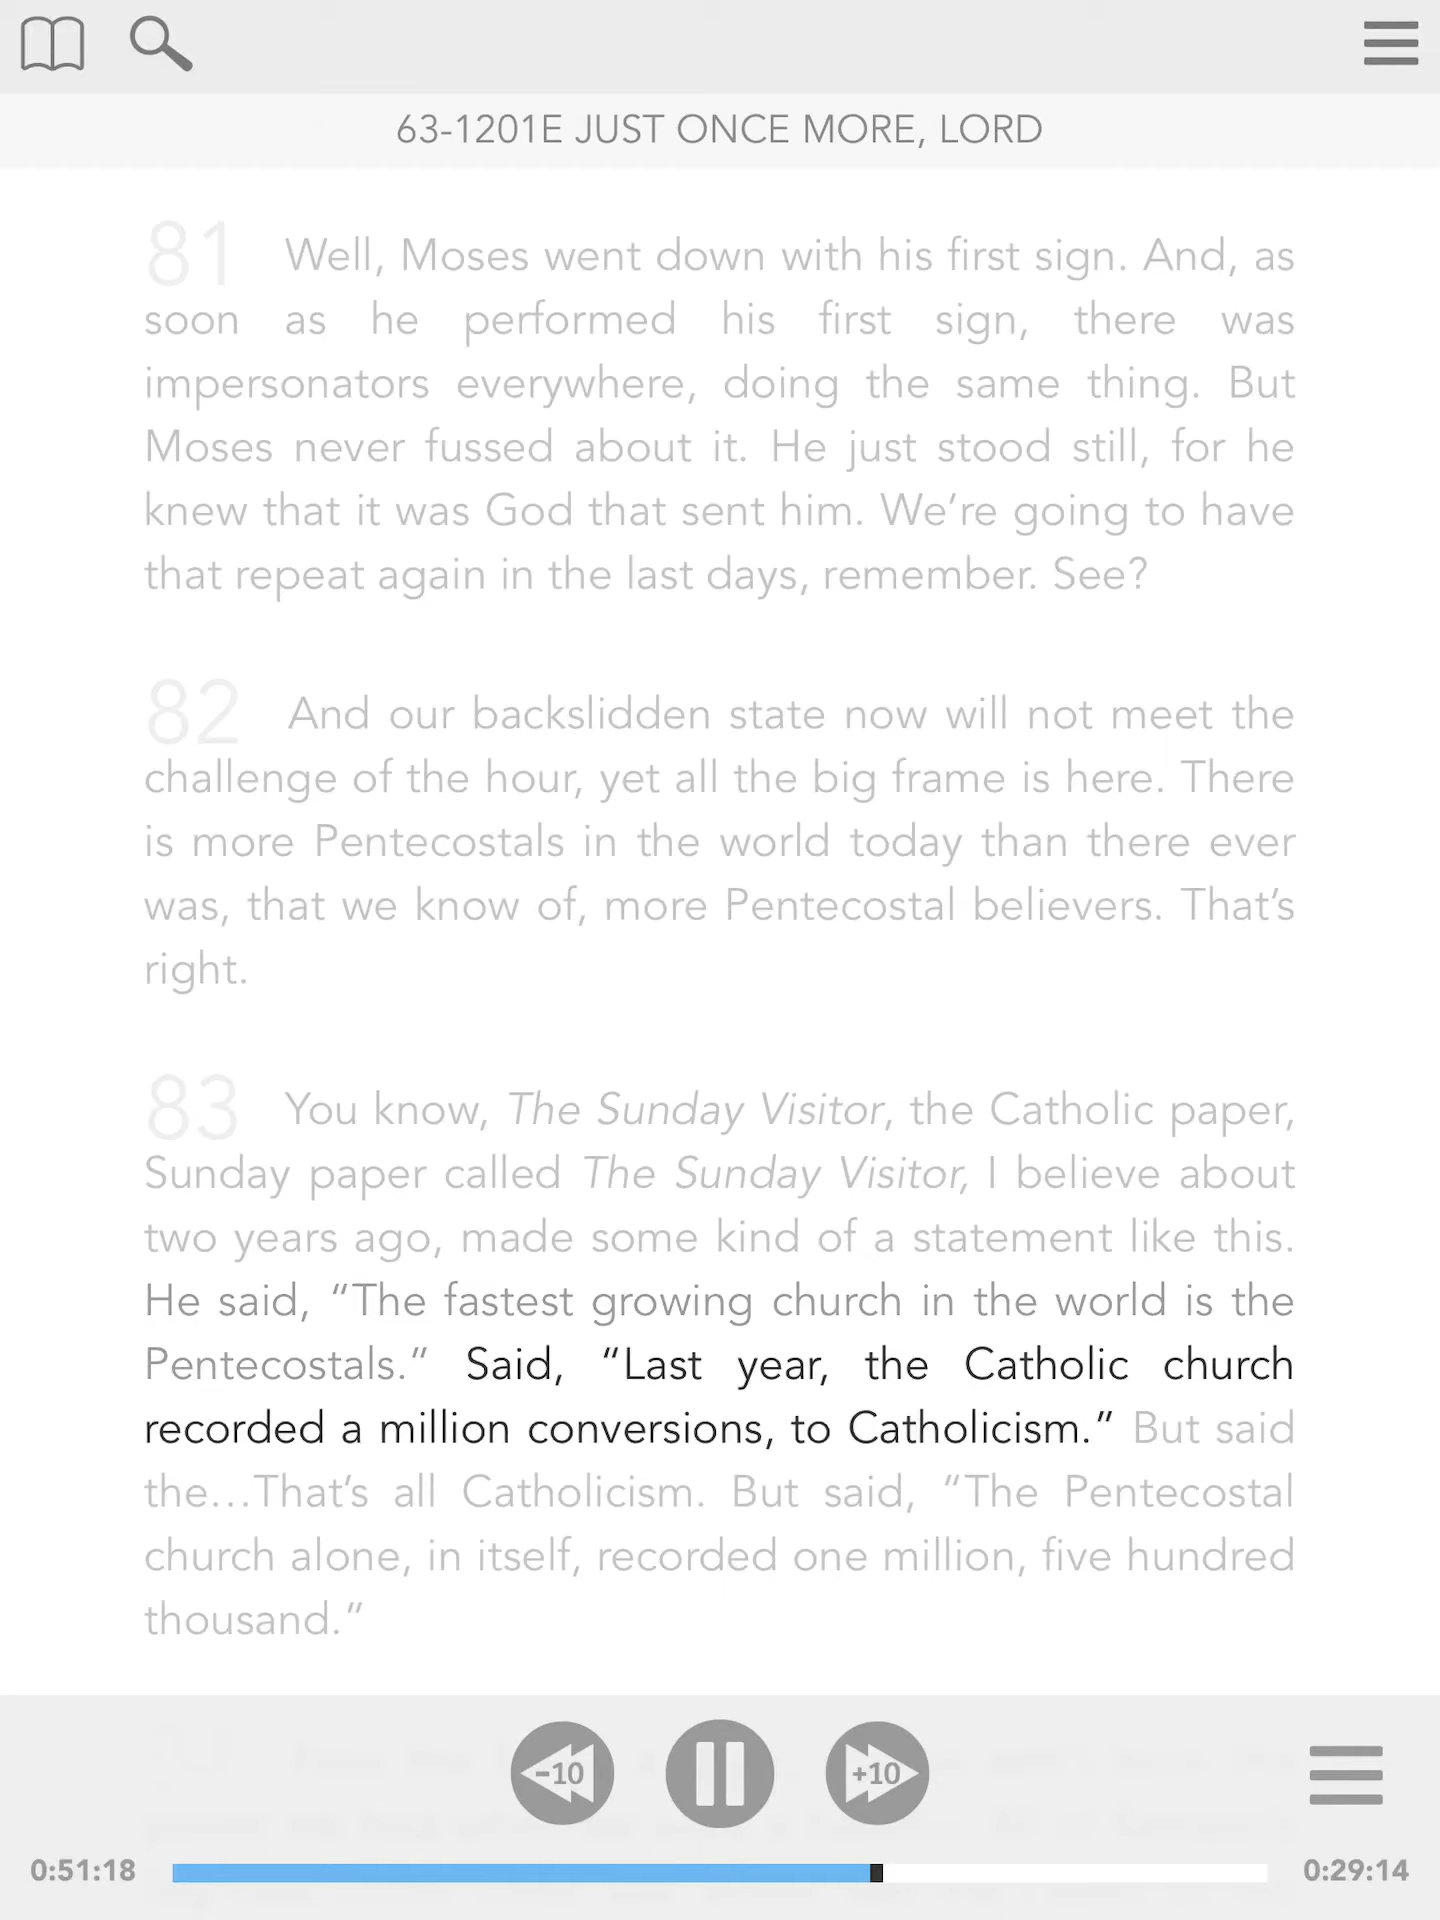 63-1201E JUST ONCE MORE, LORD
81 Well, Moses went down with his first sign. And, as
soon as he performed his first sign, there was
impersonators everywhere, doing the same thing. But
Moses never fussed about it. He just stood still, for he
knew that it was God that sent him. We’re going to have
that repeat again in the last days, remember. See?
82 And our backslidden state now will not meet the
challenge of the hour, yet all the big frame is here. There
is more Pentecostals in the world today than there ever
was, that we know of, more Pentecostal believers. That’s
right.
83 You know, The Sunday Visitor, the Catholic paper,
Sunday paper called The Sunday Visitor, I believe about
two years ago, made some kind of a statement like this.
He said, “The fastest growing church in the world is the
Pentecostals.” Said, “Last year, the Catholic church
recorded a million conversions, to Catholicism.” But said
the…That’s all Catholicism. But said, “The Pentecostal
church alone, in itself, recorded one million, five hundred
thousand.”
-10 +10
0:51:18 0:29:14